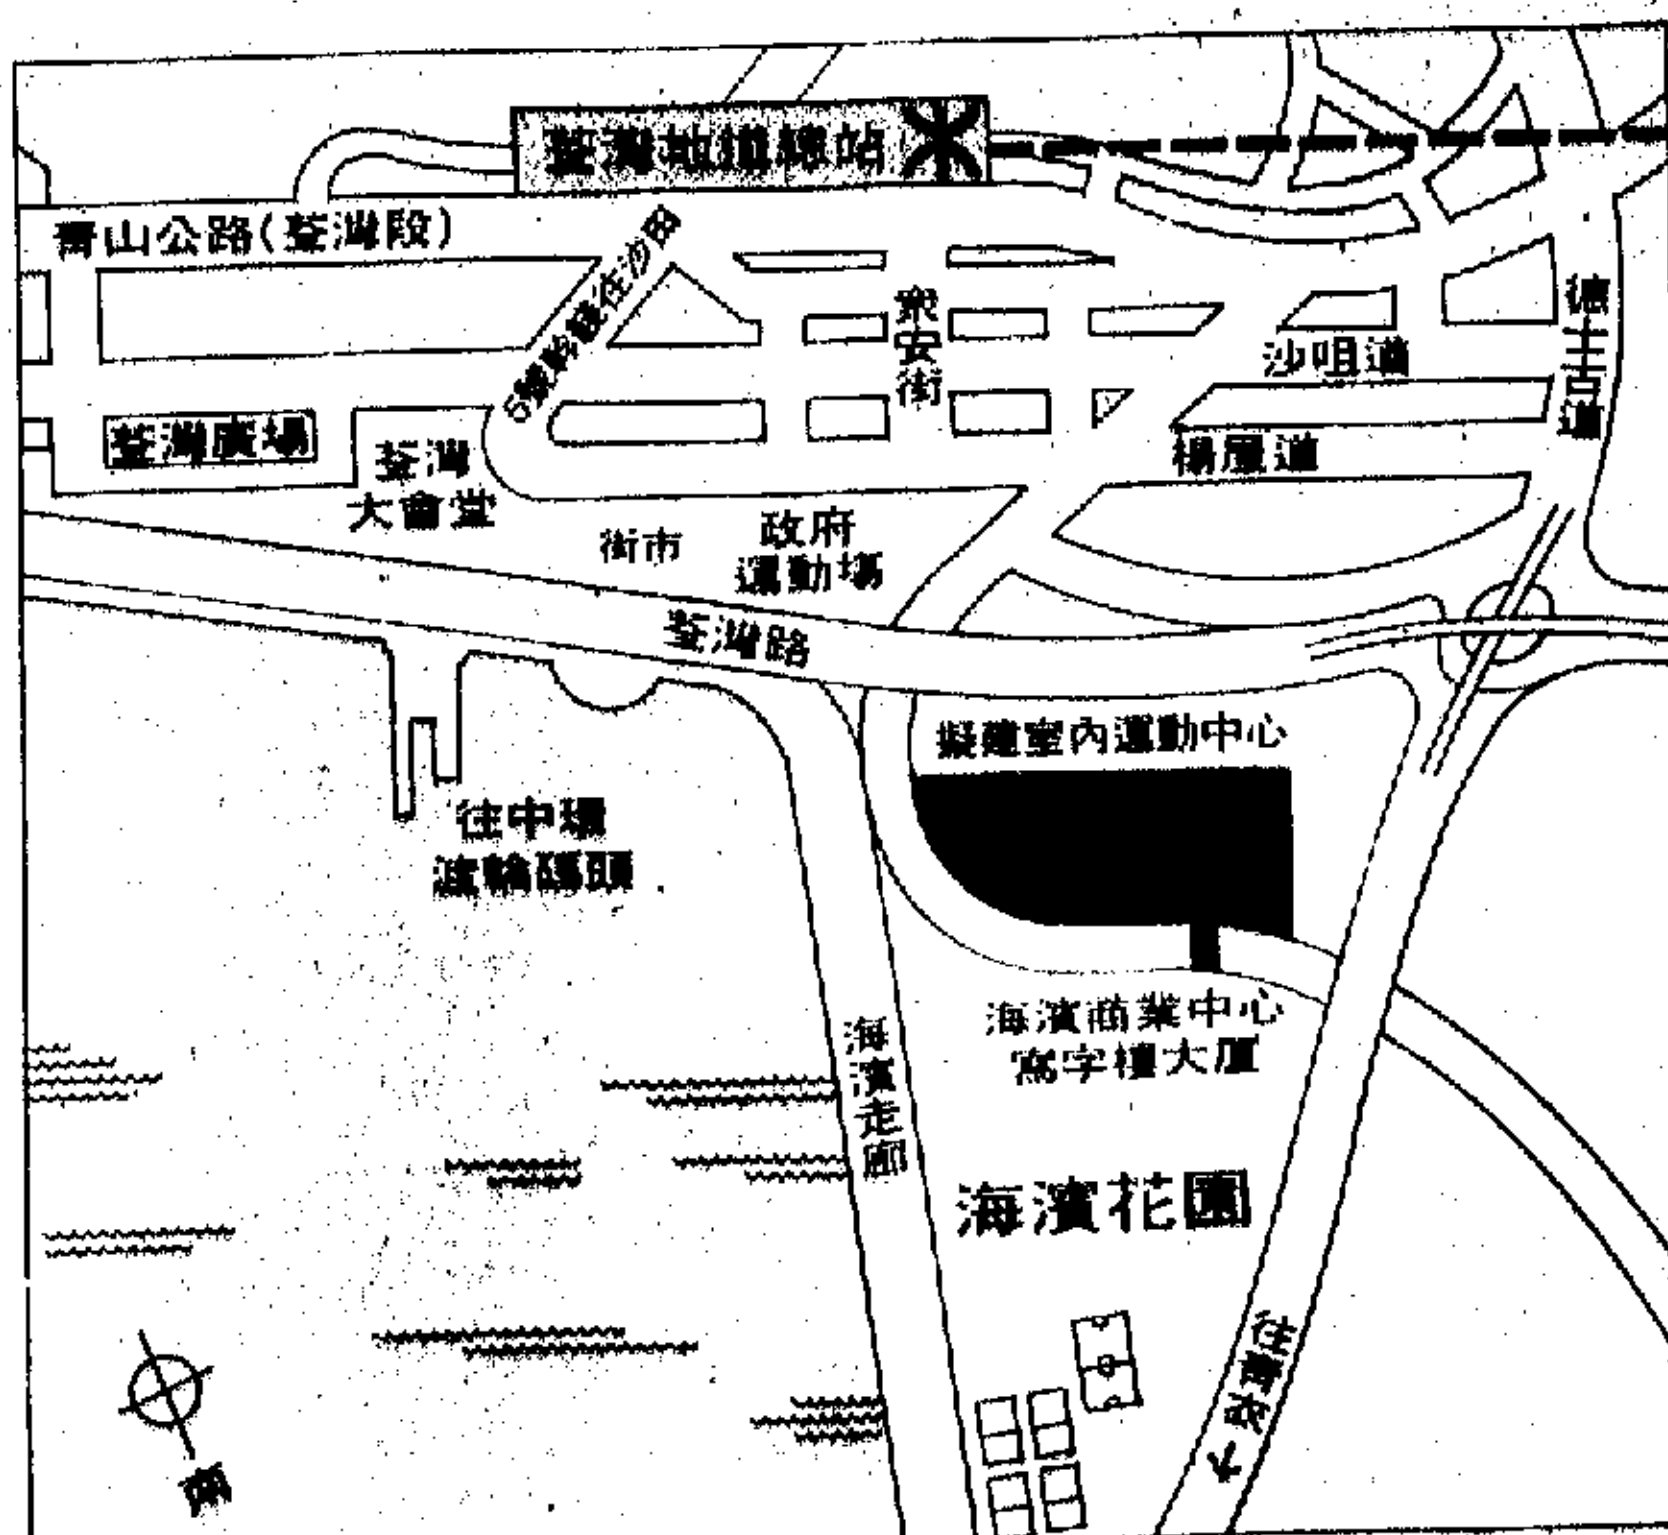 荃灣地鐵總站
青山公路(荃灣段)
5號幹綫往沙田
眾安街
沙咀道
德士古道
荃灣廣場
荃灣
大會堂
楊屋道
街市
政府
運動場
荃灣路
擬建室內運動中心
往中環
渡輪碼頭
海濱商業中心
寫字樓大厦
海濱走廊
海濱花園
往葵涌
南